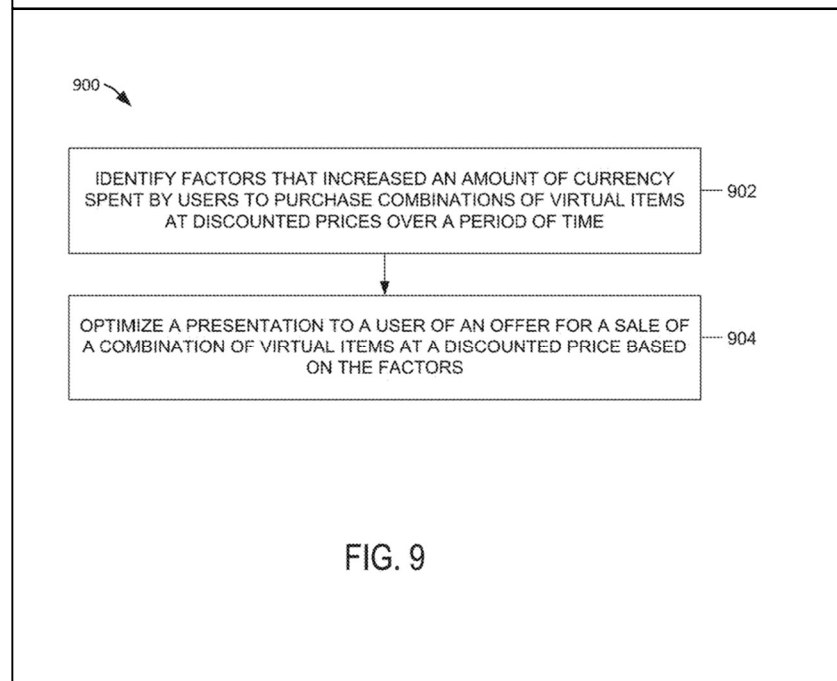 900
IDENTIFY FACTORS THAT INCREASED AN AMOUNT OF CURRENCY
SPENT BY USERS TO PURCHASE COMBINATIONS OF VIRTUAL ITEMS
AT DISCOUNTED PRICES OVER A PERIOD OF TIME
902
OPTIMIZE A PRESENTATION TO A USER OF AN OFFER FOR A SALE OF
A COMBINATION OF VIRTUAL ITEMS AT A DISCOUNTED PRICE BASED
ON THE FACTORS
904
FIG. 9